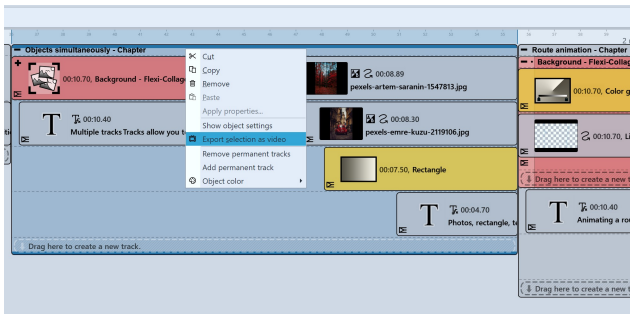 Objects simultaneously - Chapter
00:10.70, Background - Flexi-Collag
00:10.40
Multiple tracks Tracks allow you t
Cut
Copy
Remove
Paste
Apply properties...
Show object settings
Export selection as video
Remove permanent tracks
Add permanent track
Object color
00:08.89
pexels-artem-saranin-1547813.jpg
00:08.30
pexels-emre-kuzu-2119106.jpg
00:07.50, Rectangle
T
00:04.70
Photos, rectangle, te
Drag here to create a new track.
2
Route animation - Chapter
Background - Flexi-Collag
00:10.70, Color g
00:10.70, Li
Drag here to create a new t
T
00:10.40
Animating a rou
Drag here to create a new t